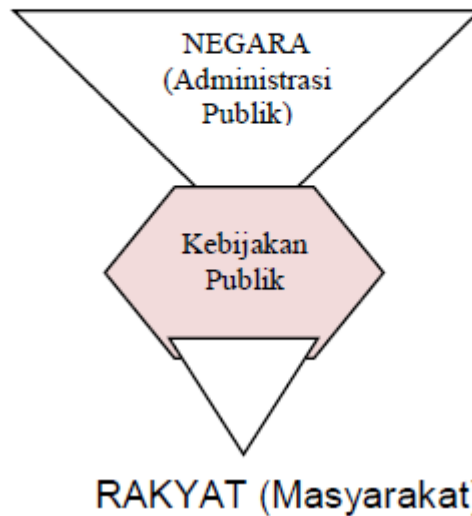 NEGARA
(Administrasi
Publik)
Kebijakan
Publik
RAKYAT (Masyarakat)